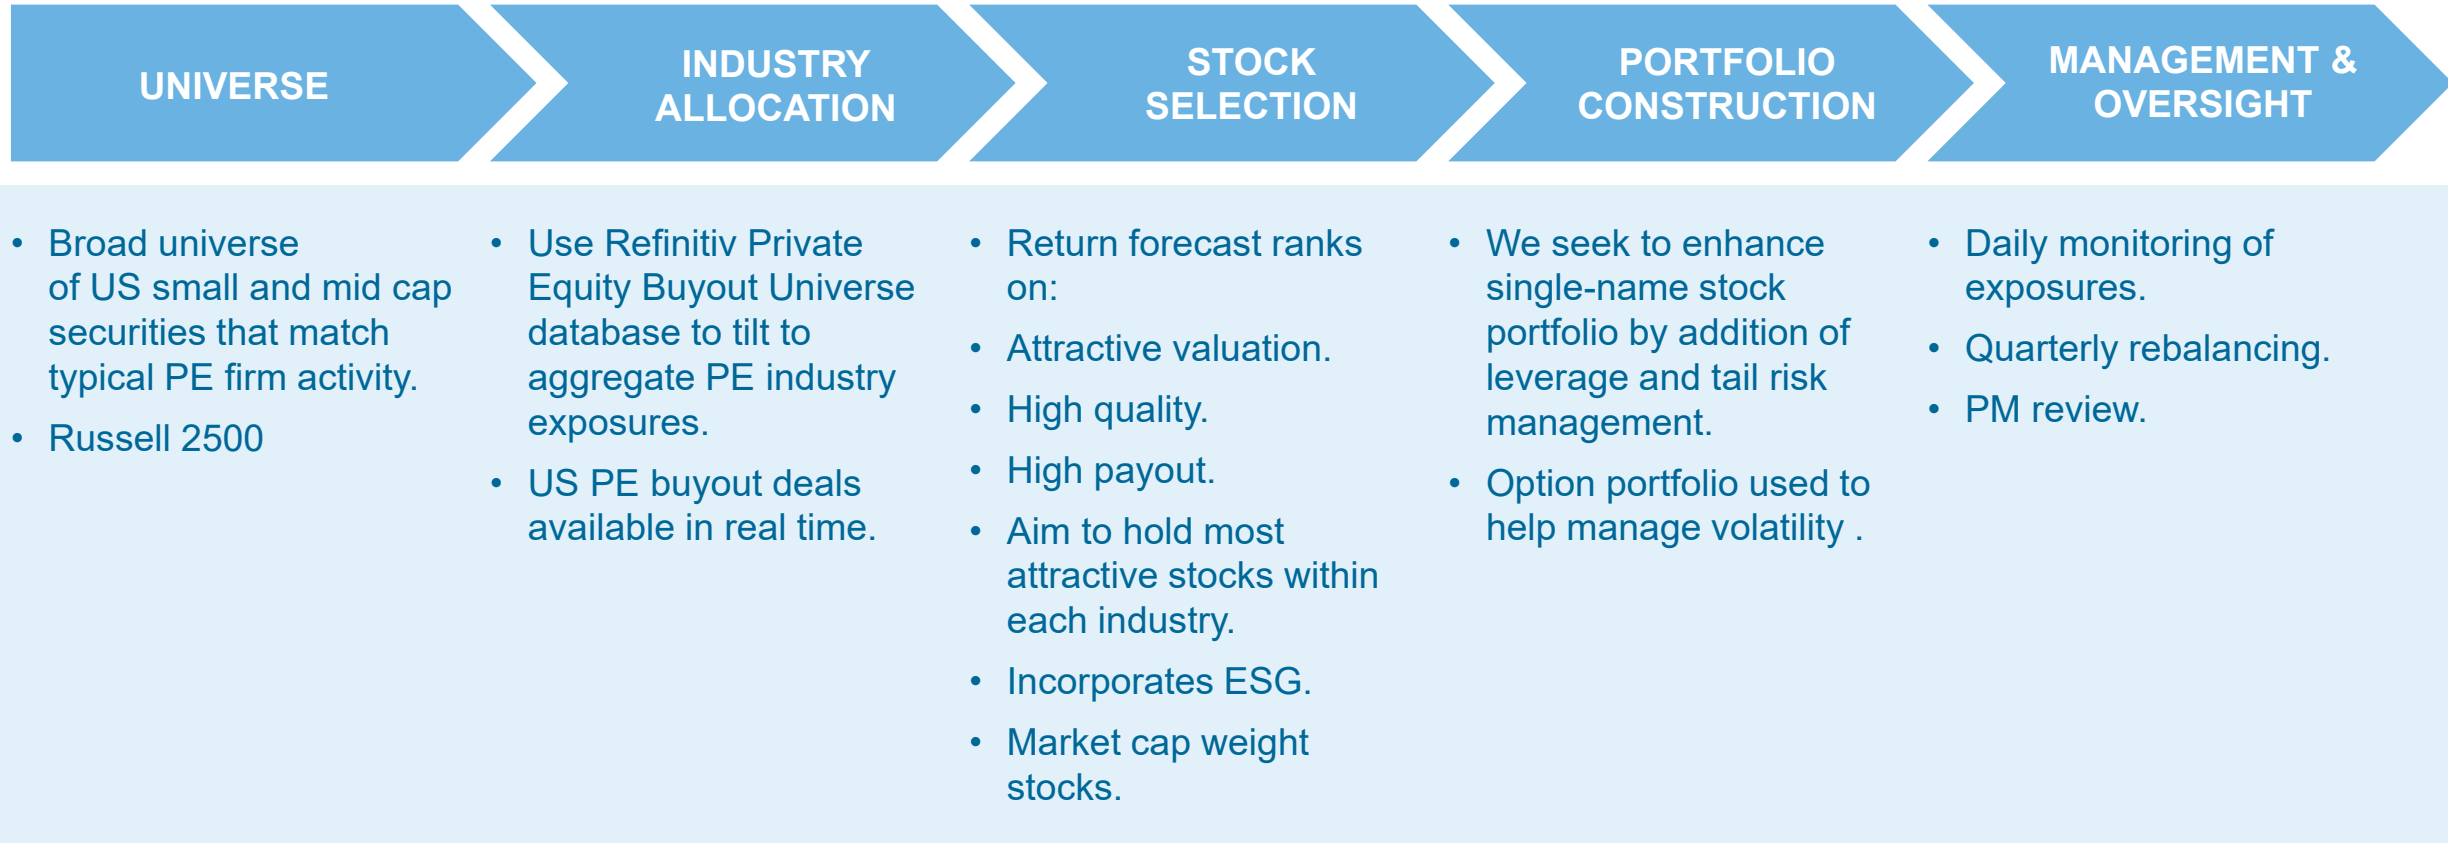 UNIVERSE
INDUSTRY
ALLOCATION
STOCK
SELECTION
PORTFOLIO
CONSTRUCTION
MANAGEMENT &
OVERSIGHT
• Broad universe
of US small and mid cap
securities that match
typical PE firm activity.
• Russell 2500
• Use Refinitiv Private
Equity Buyout Universe
database to tilt to
aggregate PE industry
exposures.
• US PE buyout deals
available in real time.
• Return forecast ranks
on:
• Attractive valuation.
• High quality.
• High payout.
• Aim to hold most
attractive stocks within
each industry.
• Incorporates ESG.
• Market cap weight
stocks.
• We seek to enhance
single-name stock
portfolio by addition of
leverage and tail risk
management.
• Option portfolio used to
help manage volatility .
• Daily monitoring of
exposures.
• Quarterly rebalancing.
• PM review.